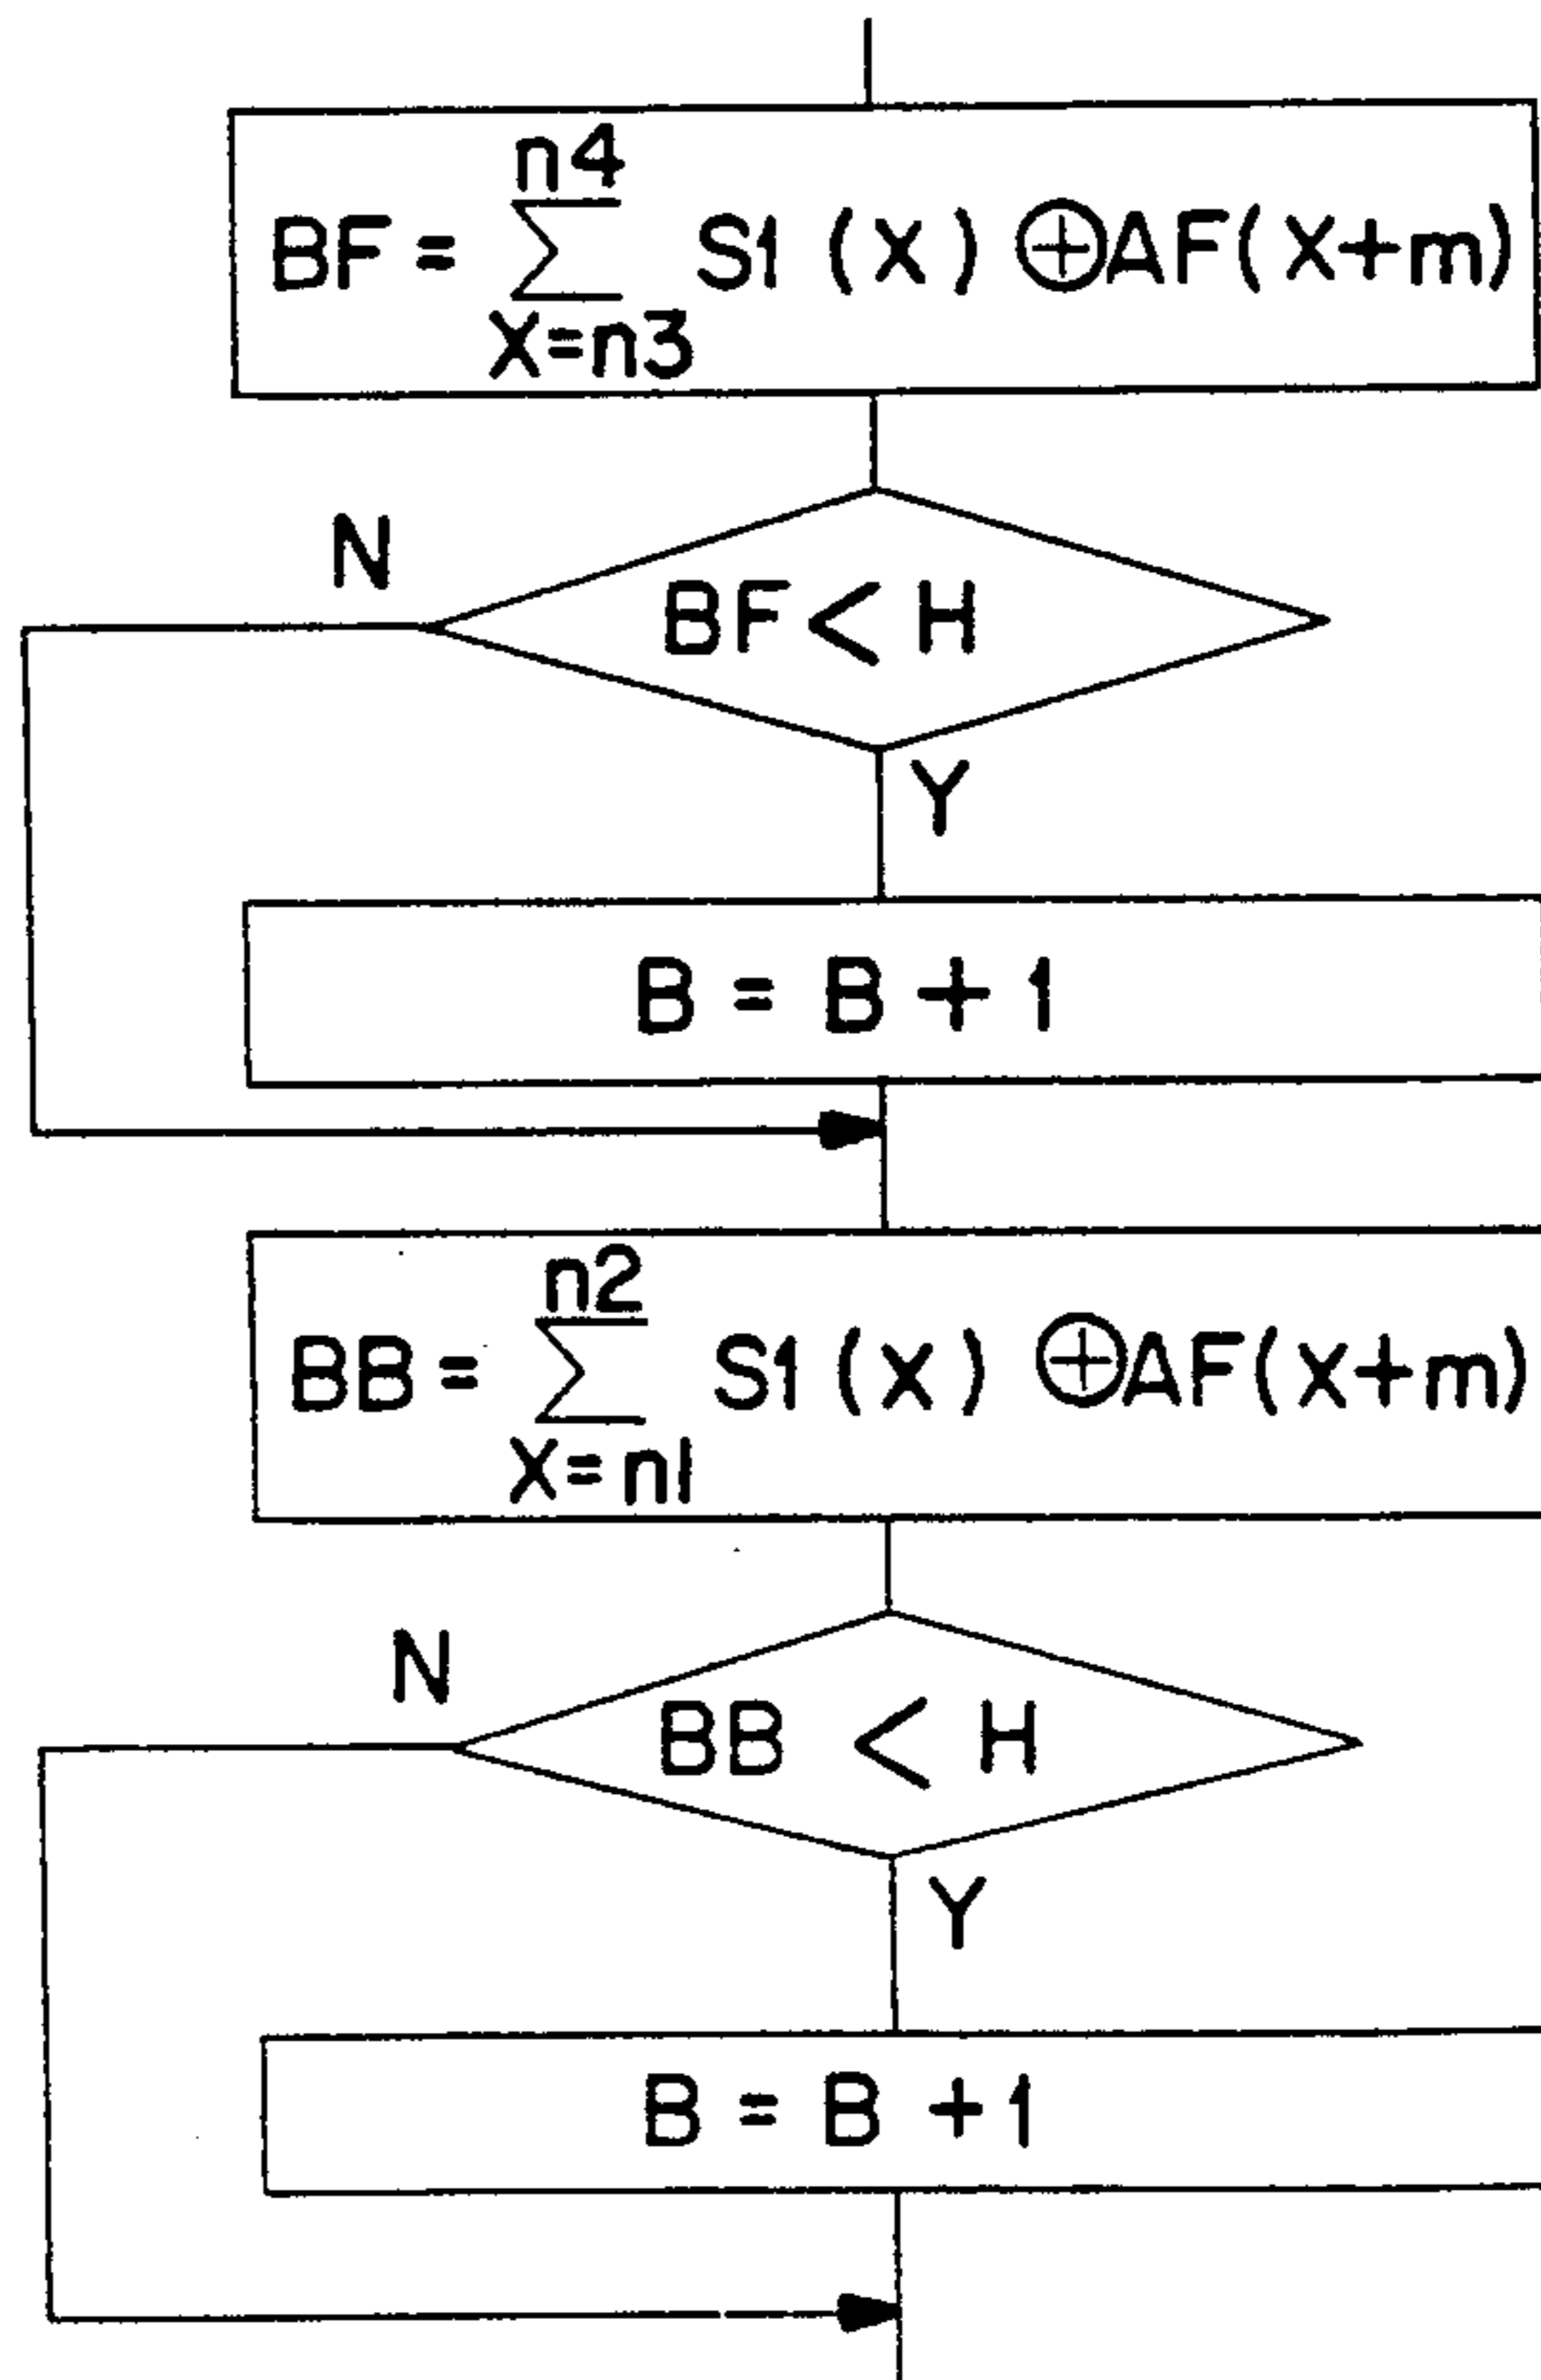 n4
BF = ∑ S1 (X) ⊕ AF(X+m)
X=n3
N
BF < H
Y
B = B + 1
n2
BB = ∑ S1 (X) ⊕ AF(X+m)
X=n1
N
BB < H
Y
B = B + 1